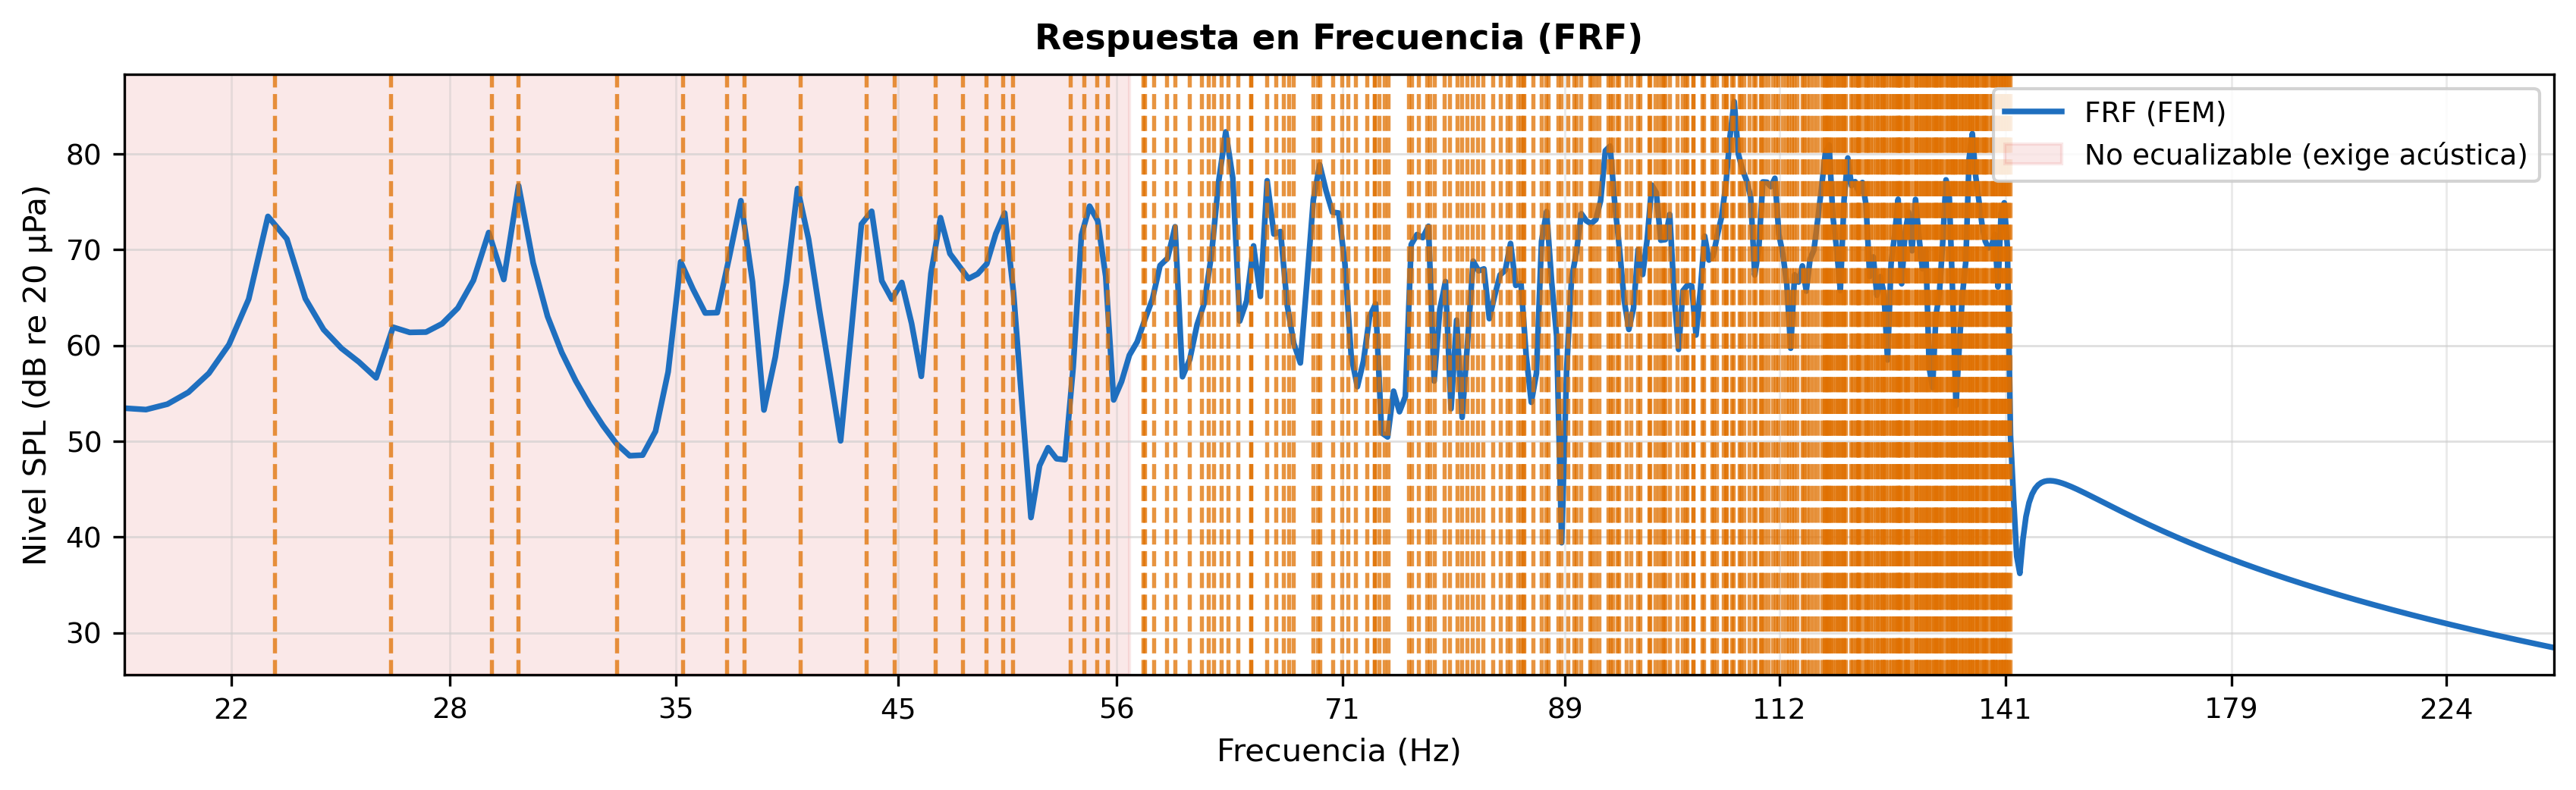 Respuesta en Frecuencia (FRF)
Nivel SPL (dB re 20 µPa)
80
70
60
50
40
30
FRF (FEM)
No ecualizable (exige acústica)
22 28 35 45 56 71 89 112 141 179 224
Frecuencia (Hz)